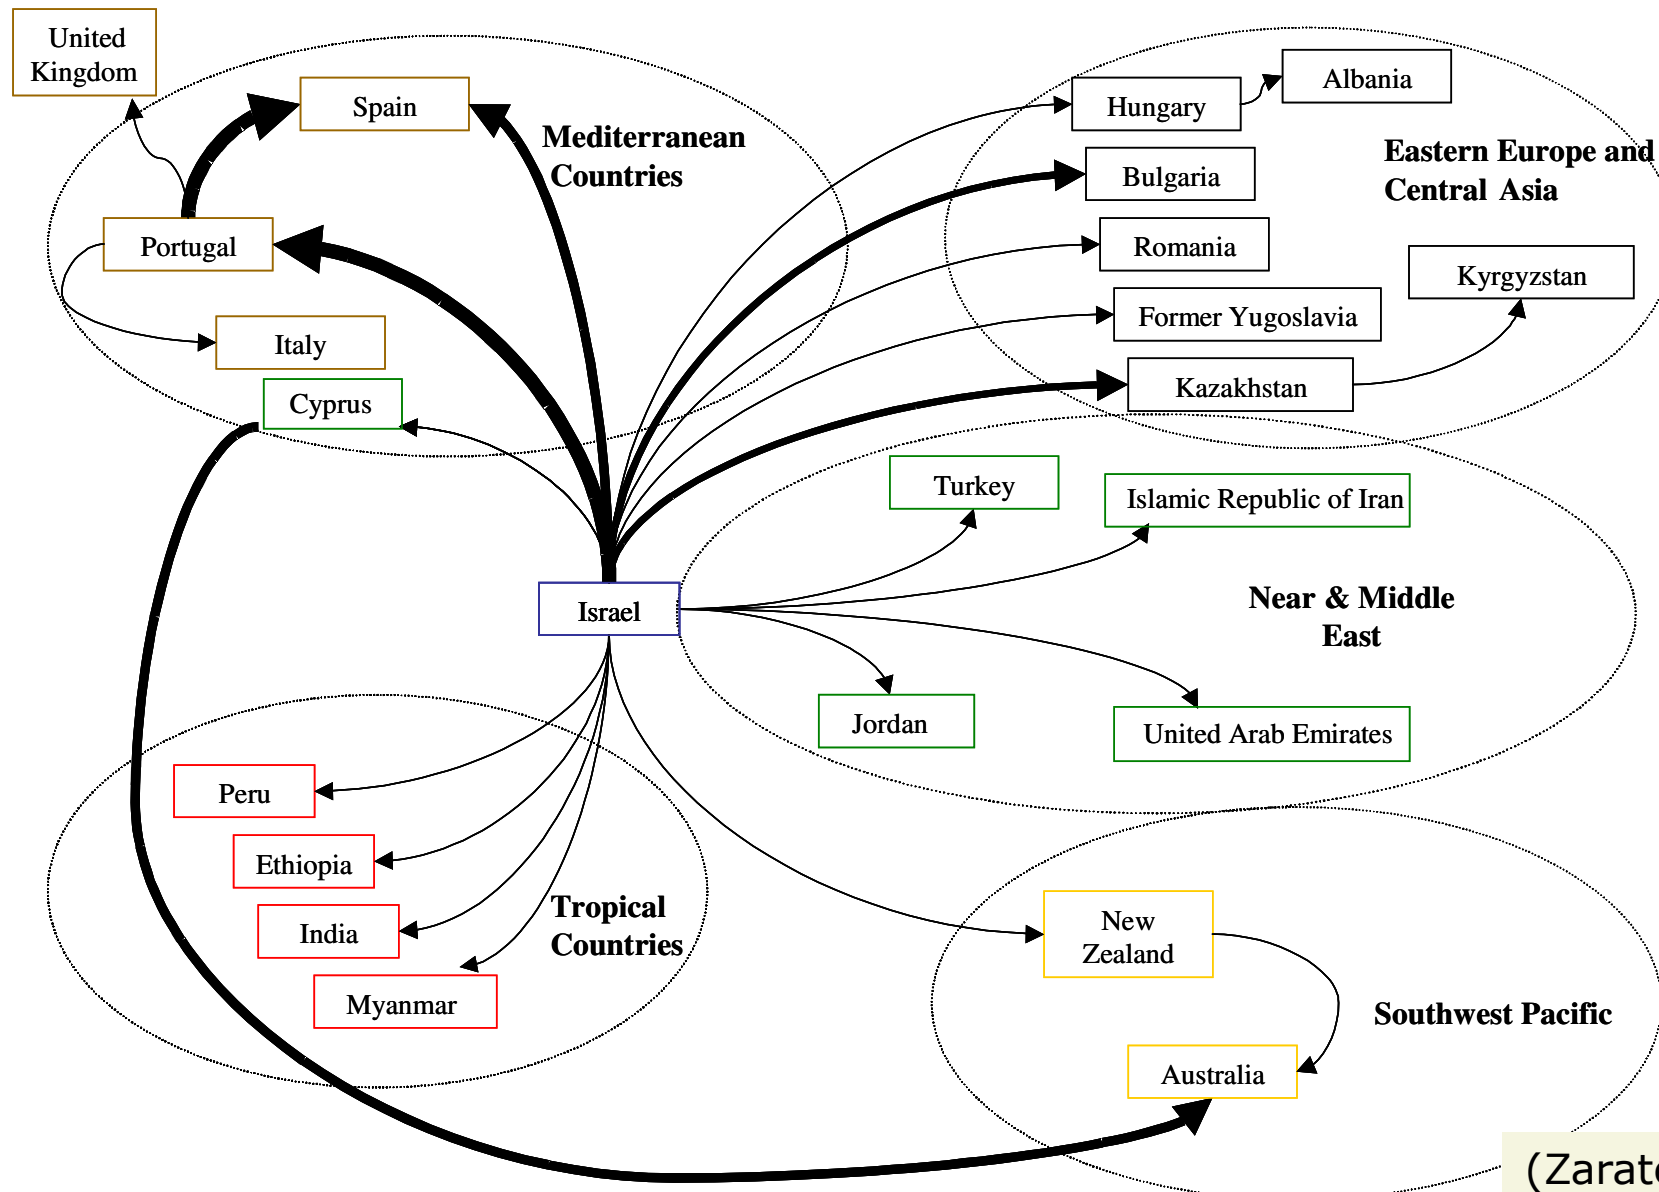 United
Kingdom
Spain
Mediterranean
Countries
Portugal
Italy
Cyprus
Hungary
Albania
Bulgaria
Eastern Europe and
Central Asia
Romania
Kyrgyzstan
Former Yugoslavia
Kazakhstan
Turkey
Islamic Republic of Iran
Israel
Near & Middle
East
Jordan
United Arab Emirates
Peru
Ethiopia
India
Myanmar
Tropical
Countries
New
Zealand
Southwest Pacific
Australia